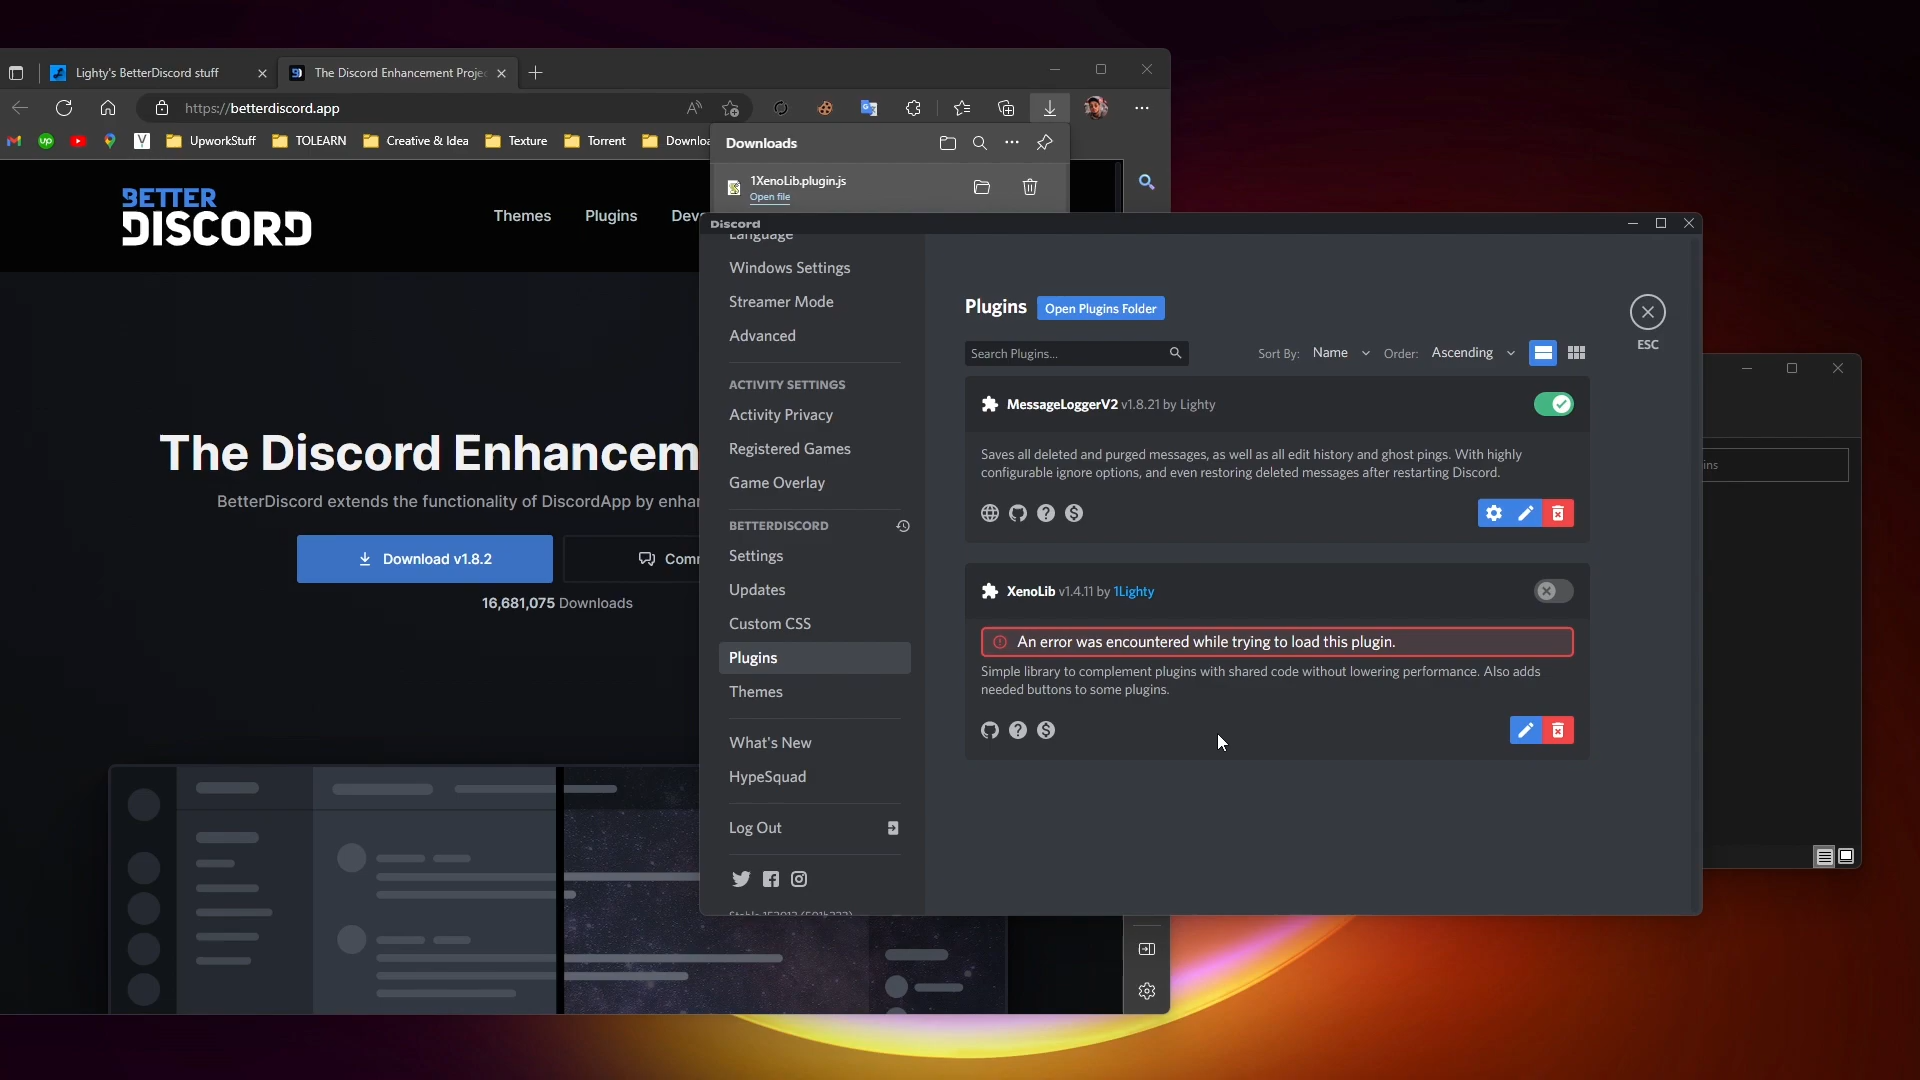 Lighty's BetterDiscord stuff
The Discord Enhancement Proje
https://betterdiscord.app
UpworkStuff
TOLEARN
Creative & Idea
Texture
Torrent
Downloa
Downloads
1XenoLib.plugin.js
Open file
BETTER
DISCORD
Themes
Plugins
Deve
Discord
Language
Windows Settings
Streamer Mode
Advanced
ACTIVITY SETTINGS
Activity Privacy
Registered Games
Game Overlay
BETTERDISCORD
Settings
Updates
Custom CSS
Plugins
Themes
What's New
HypeSquad
Log Out
Plugins
Open Plugins Folder
ESC
Search Plugins...
Sort By: Name
Order: Ascending
MessageLoggerV2 v1.8.21 by Lighty
Saves all deleted and purged messages, as well as all edit history and ghost pings. With highly
configurable ignore options, and even restoring deleted messages after restarting Discord.
XenoLib v1.4.11 by 1Lighty
An error was encountered while trying to load this plugin.
Simple library to complement plugins with shared code without lowering performance. Also adds
needed buttons to some plugins.
The Discord Enhancem
BetterDiscord extends the functionality of DiscordApp by enhan
Download v1.8.2
Comm
16,681,075 Downloads
ins